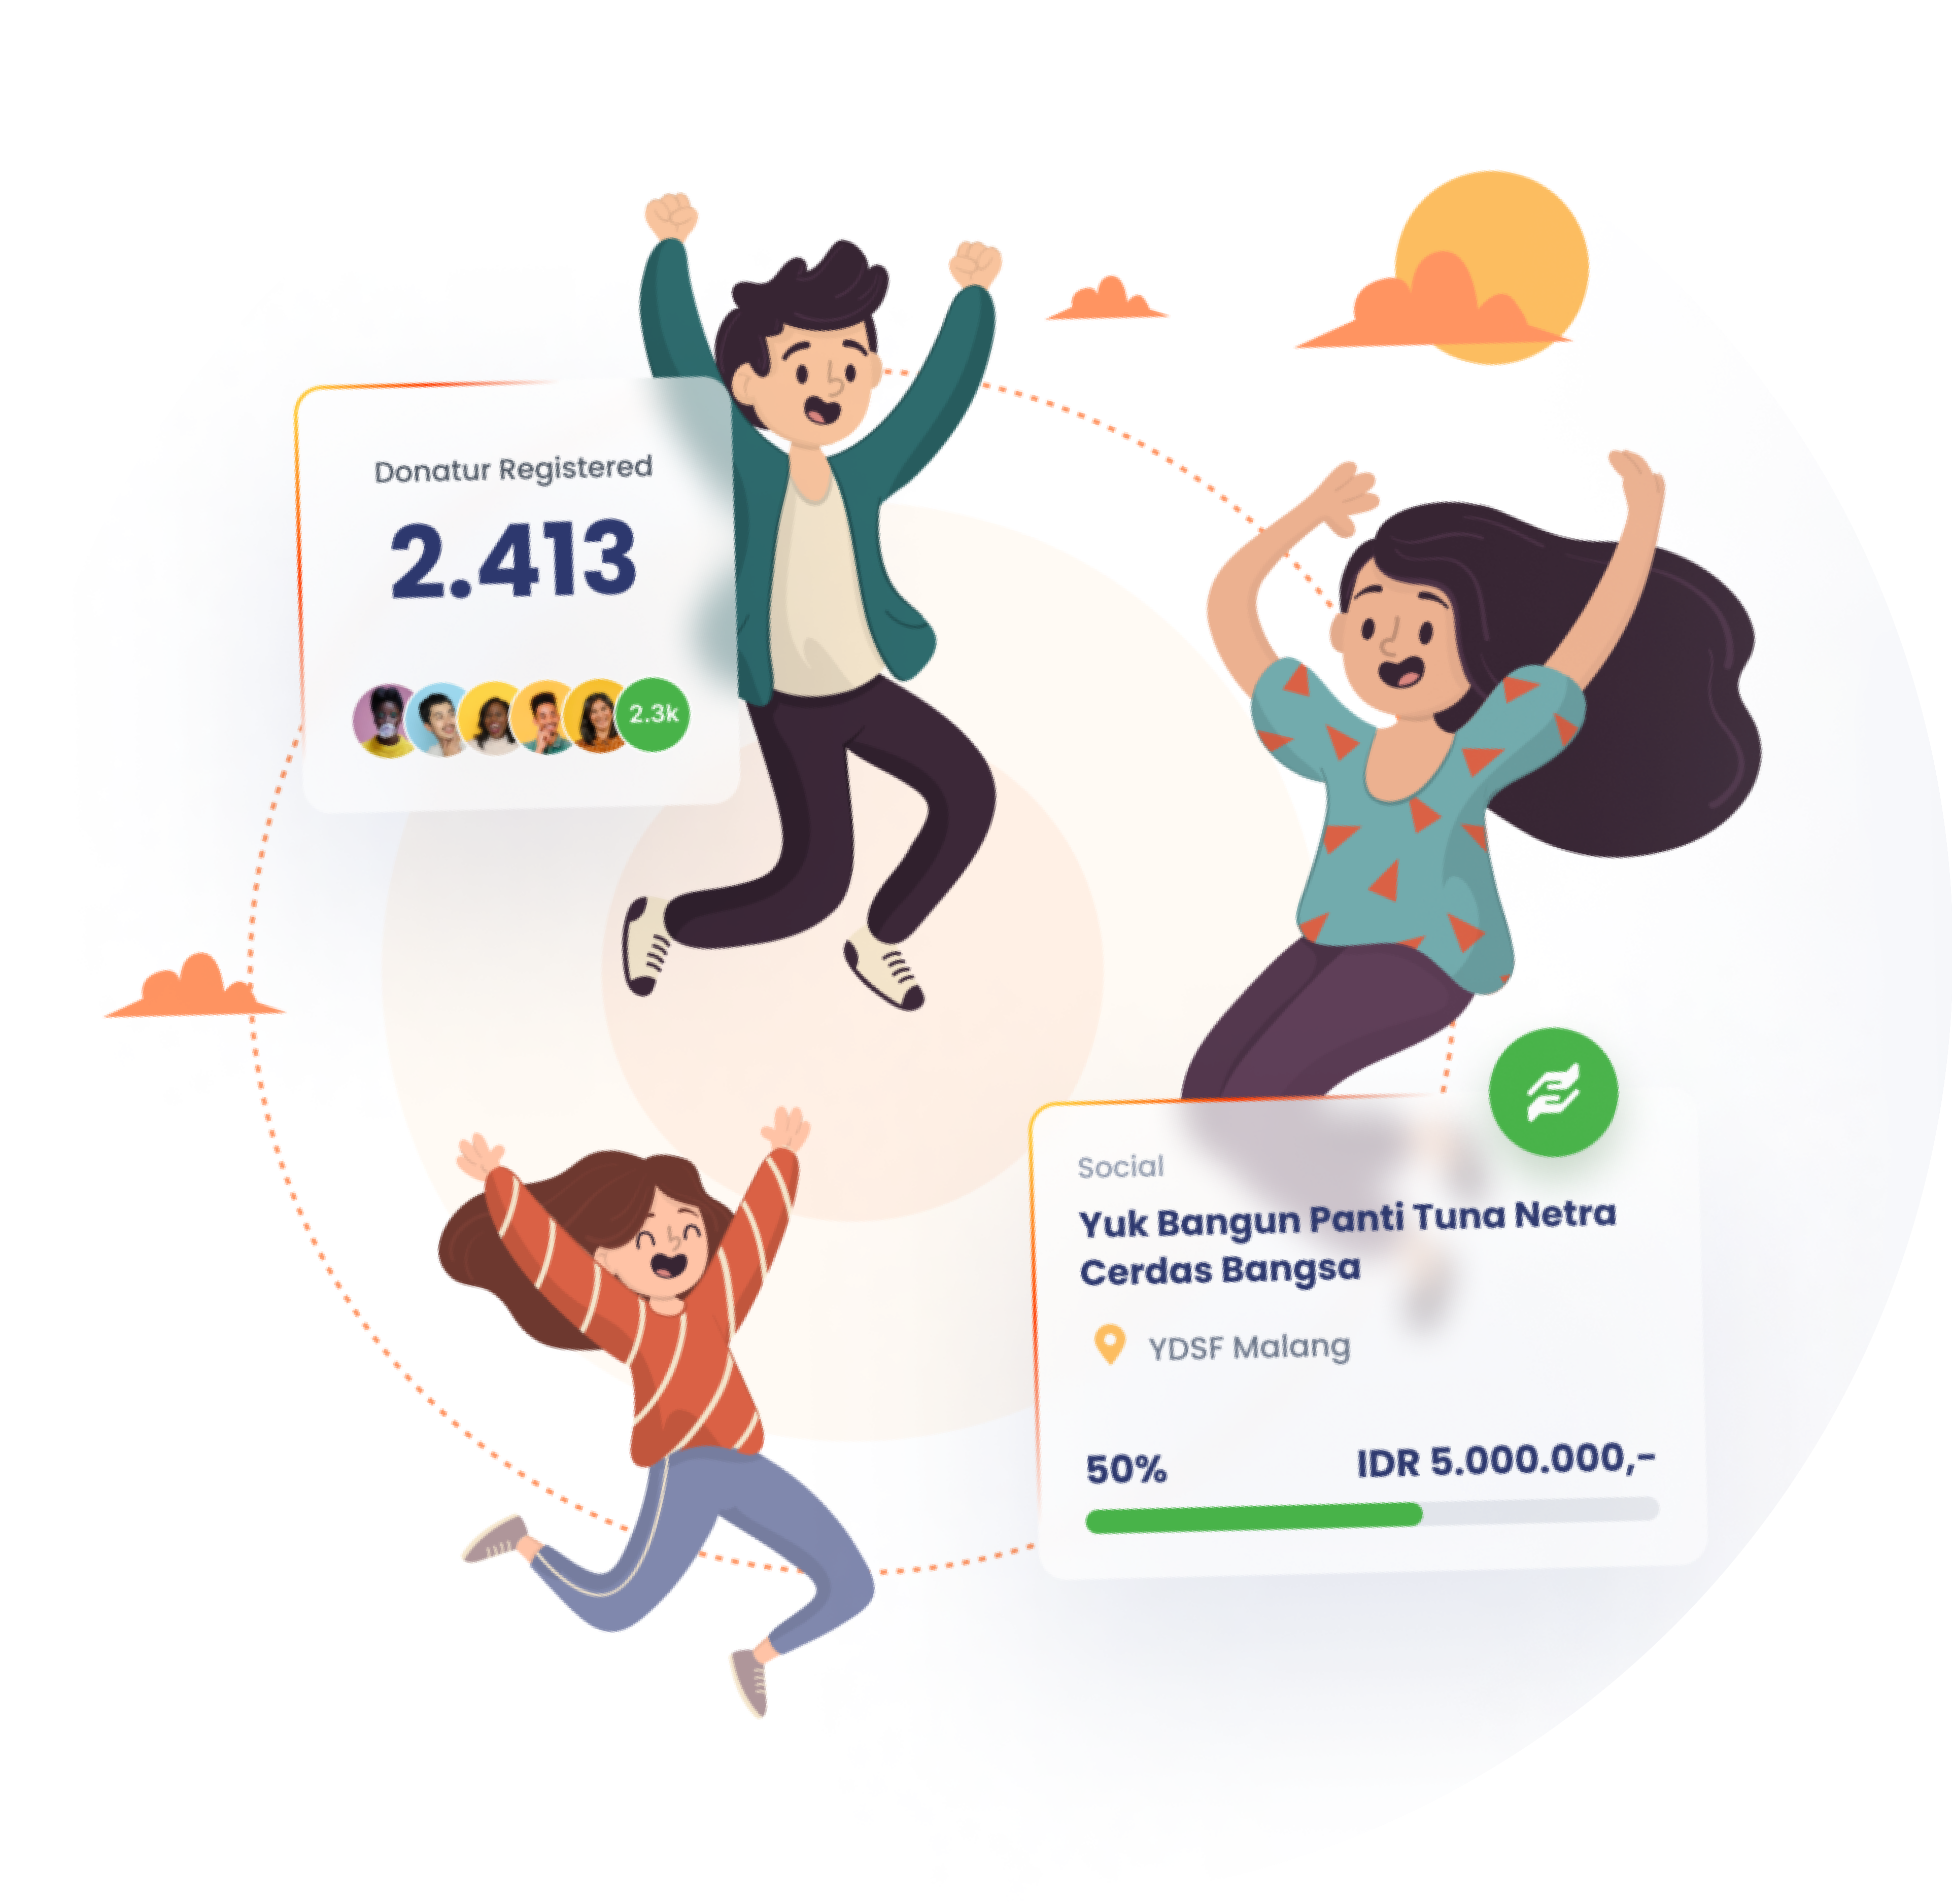 Donatur Registered
2.413
2.3k
Social
Yuk Bangun Panti Tuna Netra
Cerdas Bangsa
YDSF Malang
50%
IDR 5.000.000,-